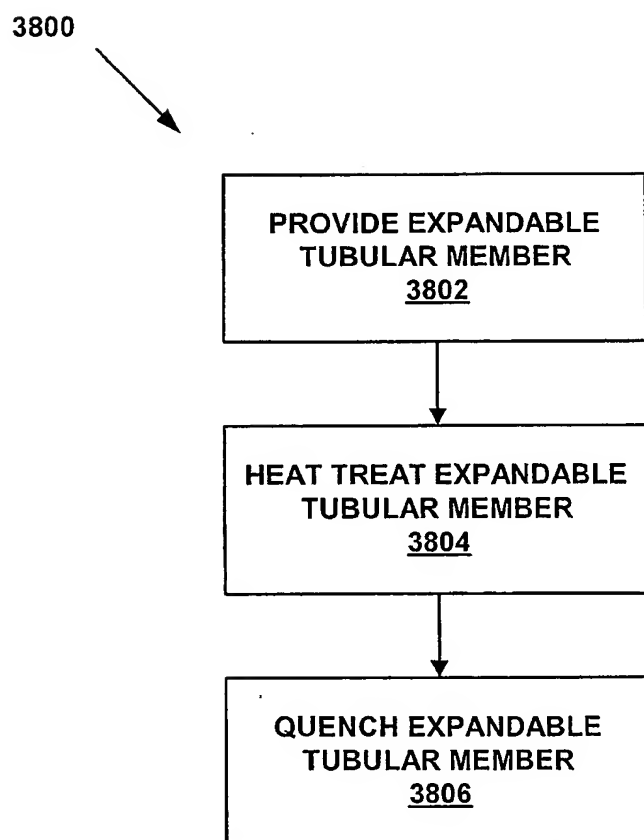 3800
PROVIDE EXPANDABLE
TUBULAR MEMBER
3802
HEAT TREAT EXPANDABLE
TUBULAR MEMBER
3804
QUENCH EXPANDABLE
TUBULAR MEMBER
3806